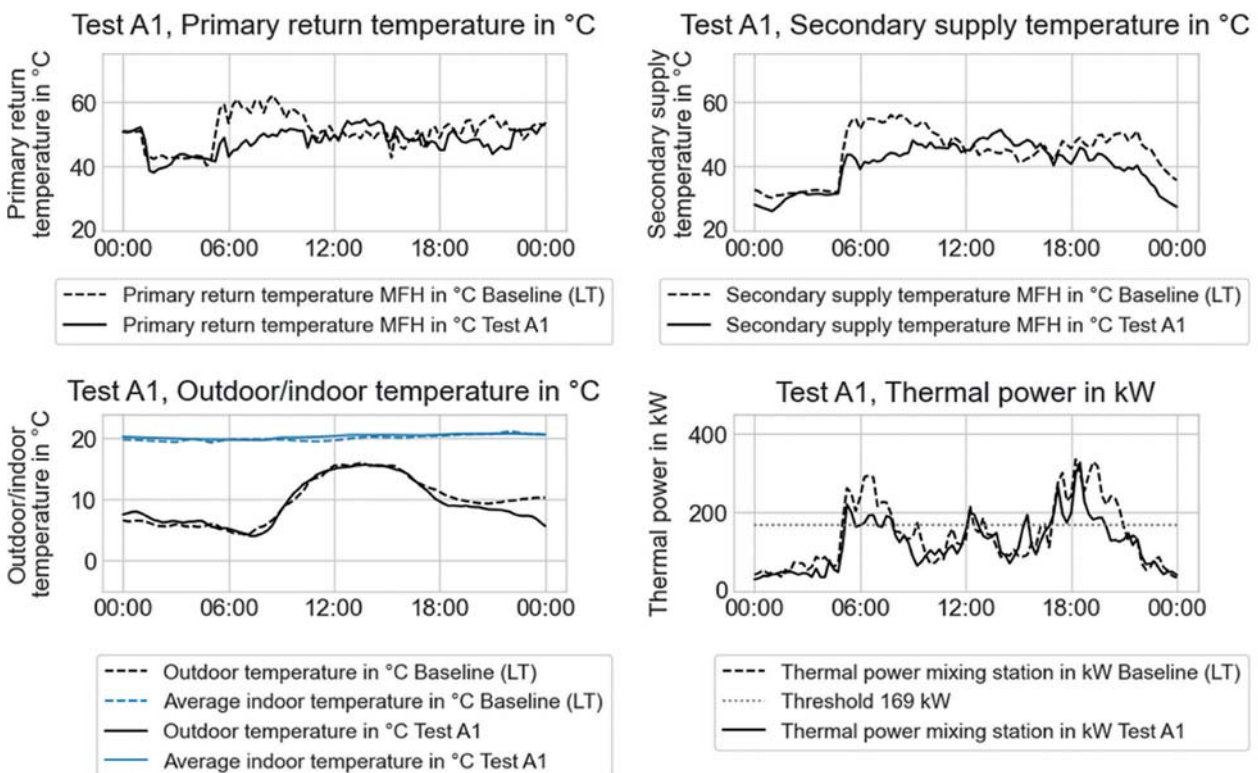 Test A1, Primary return temperature in °C
Primary return
temperature in °C
60
40
20
00:00 06:00 12:00 18:00 00:00
Primary return temperature MFH in °C Baseline (LT)
Primary return temperature MFH in °C Test A1
Test A1, Secondary supply temperature in °C
Secondary supply
temperature in °C
60
40
20
00:00 06:00 12:00 18:00 00:00
Secondary supply temperature MFH in °C Baseline (LT)
Secondary supply temperature MFH in °C Test A1
Test A1, Outdoor/indoor temperature in °C
Outdoor/indoor
temperature in °C
20
10
0
00:00 06:00 12:00 18:00 00:00
Outdoor temperature in °C Baseline (LT)
Average indoor temperature in °C Baseline (LT)
Outdoor temperature in °C Test A1
Average indoor temperature in °C Test A1
Test A1, Thermal power in kW
Thermal power in kW
400
200
0
00:00 06:00 12:00 18:00 00:00
Thermal power mixing station in kW Baseline (LT)
Threshold 169 kW
Thermal power mixing station in kW Test A1